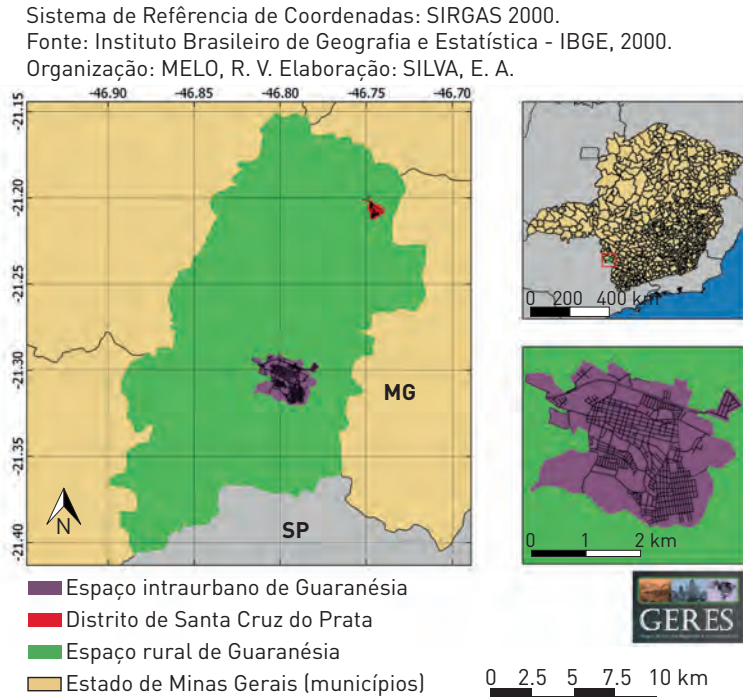 Sistema de Refêrencia de Coordenadas: SIRGAS 2000.
Fonte: Instituto Brasileiro de Geografia e Estatística - IBGE, 2000.
Organização: MELO, R. V. Elaboração: SILVA, E. A.
-46.90 -46.85 -46.80 -46.75 -46.70
-21.15
-21.20
-21.25
-21.30
-21.35
-21.40
MG
SP
N
0 200 400 km
0 1 2 km
Espaço intraurbano de Guaranésia
Distrito de Santa Cruz do Prata
Espaço rural de Guaranésia
Estado de Minas Gerais (municípios)
GERES
0 2.5 5 7.5 10 km